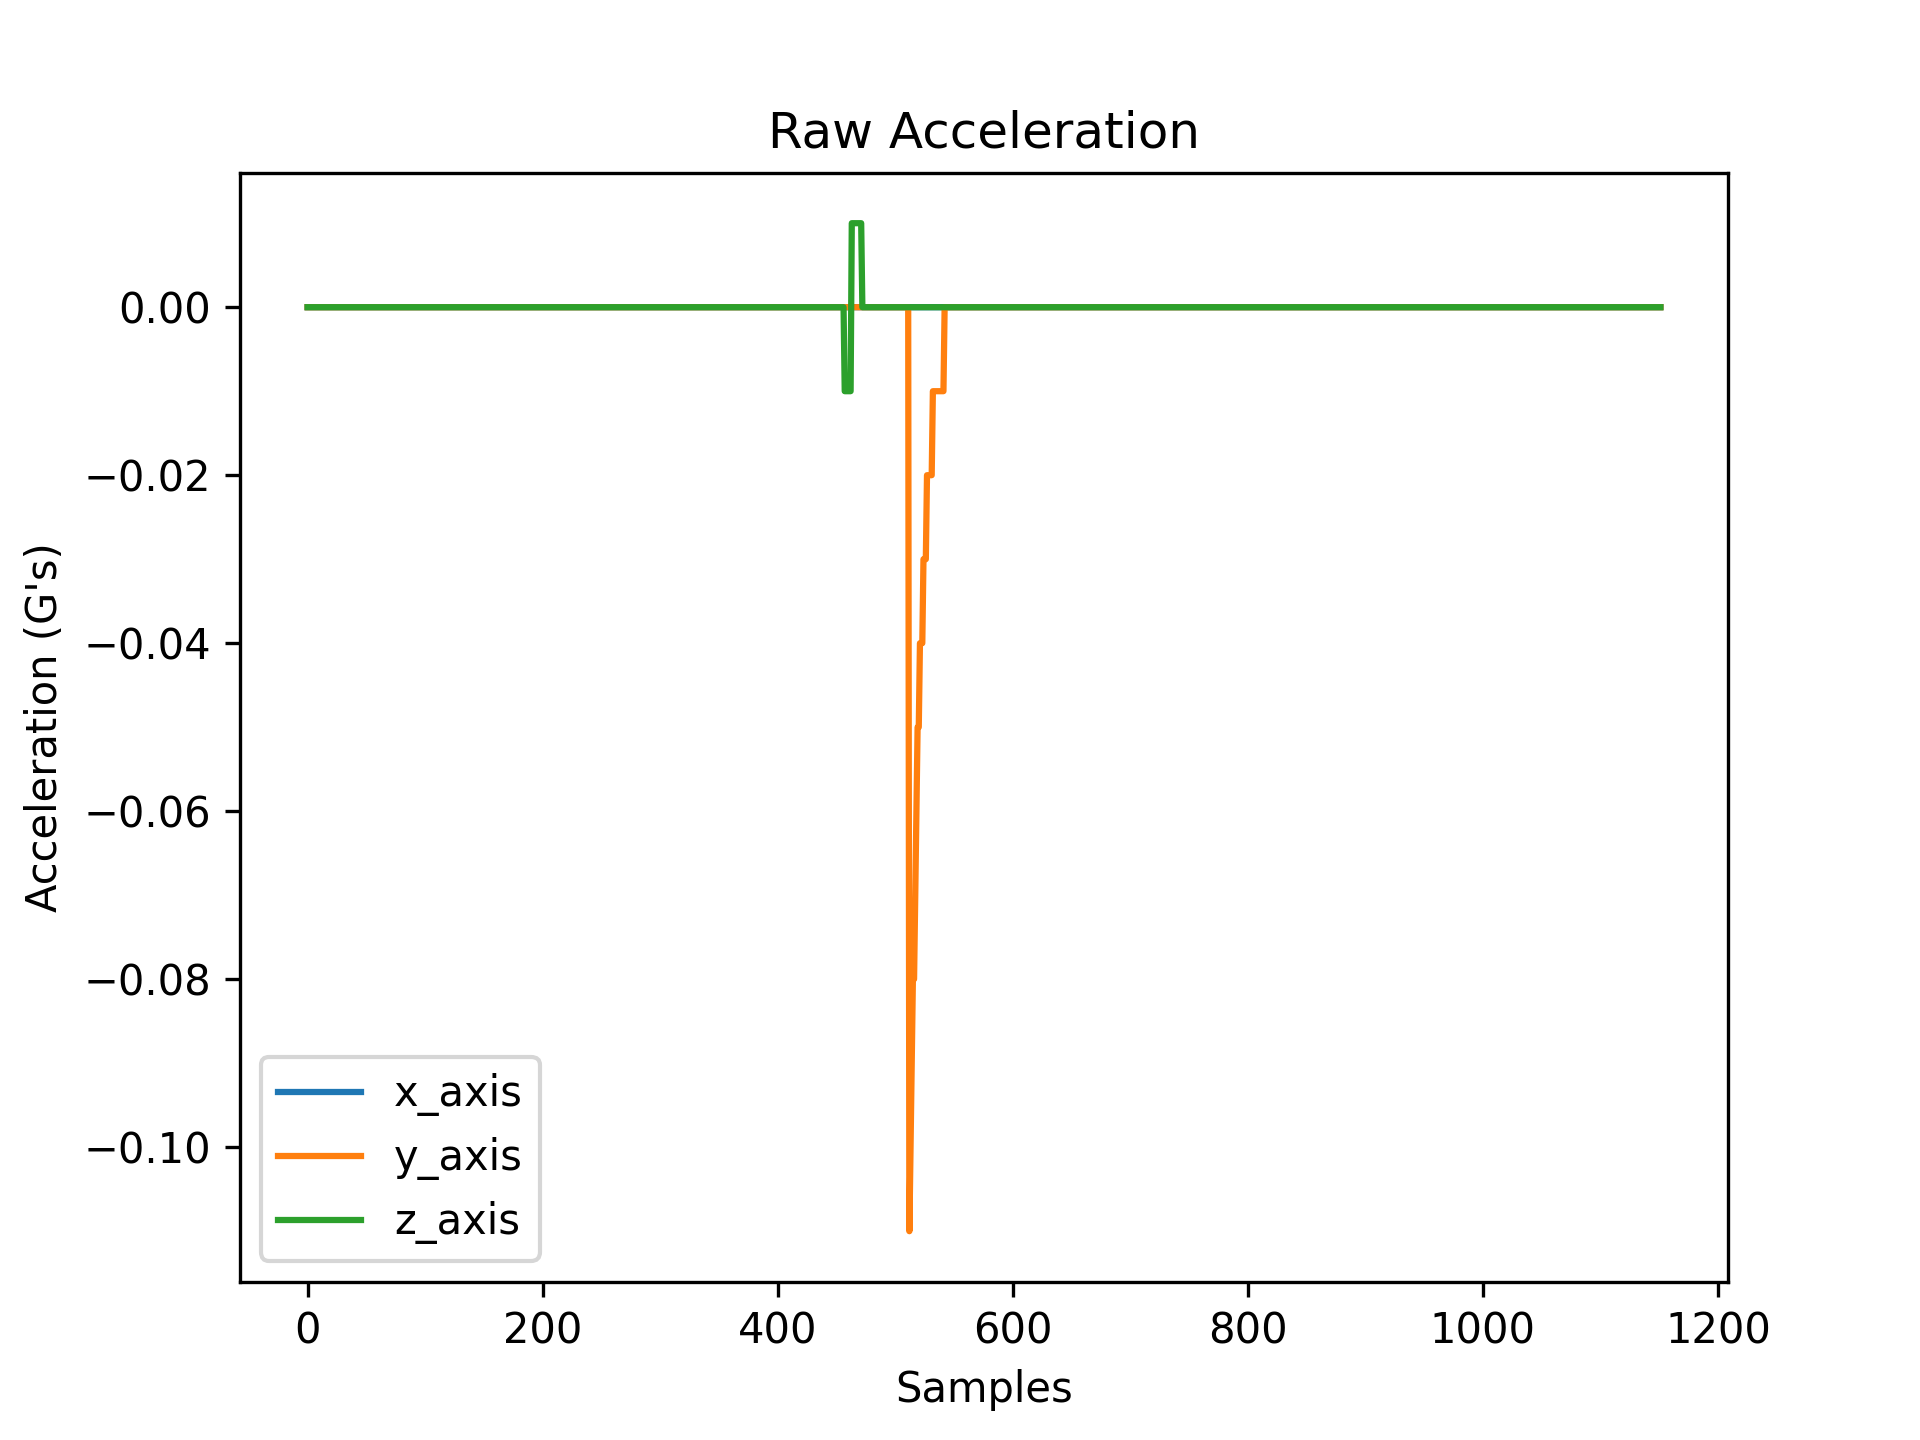 Raw Acceleration
0.00
−0.02
−0.04
−0.06
−0.08
−0.10
Acceleration (G's)
x_axis
y_axis
z_axis
0 200 400 600 800 1000 1200
Samples